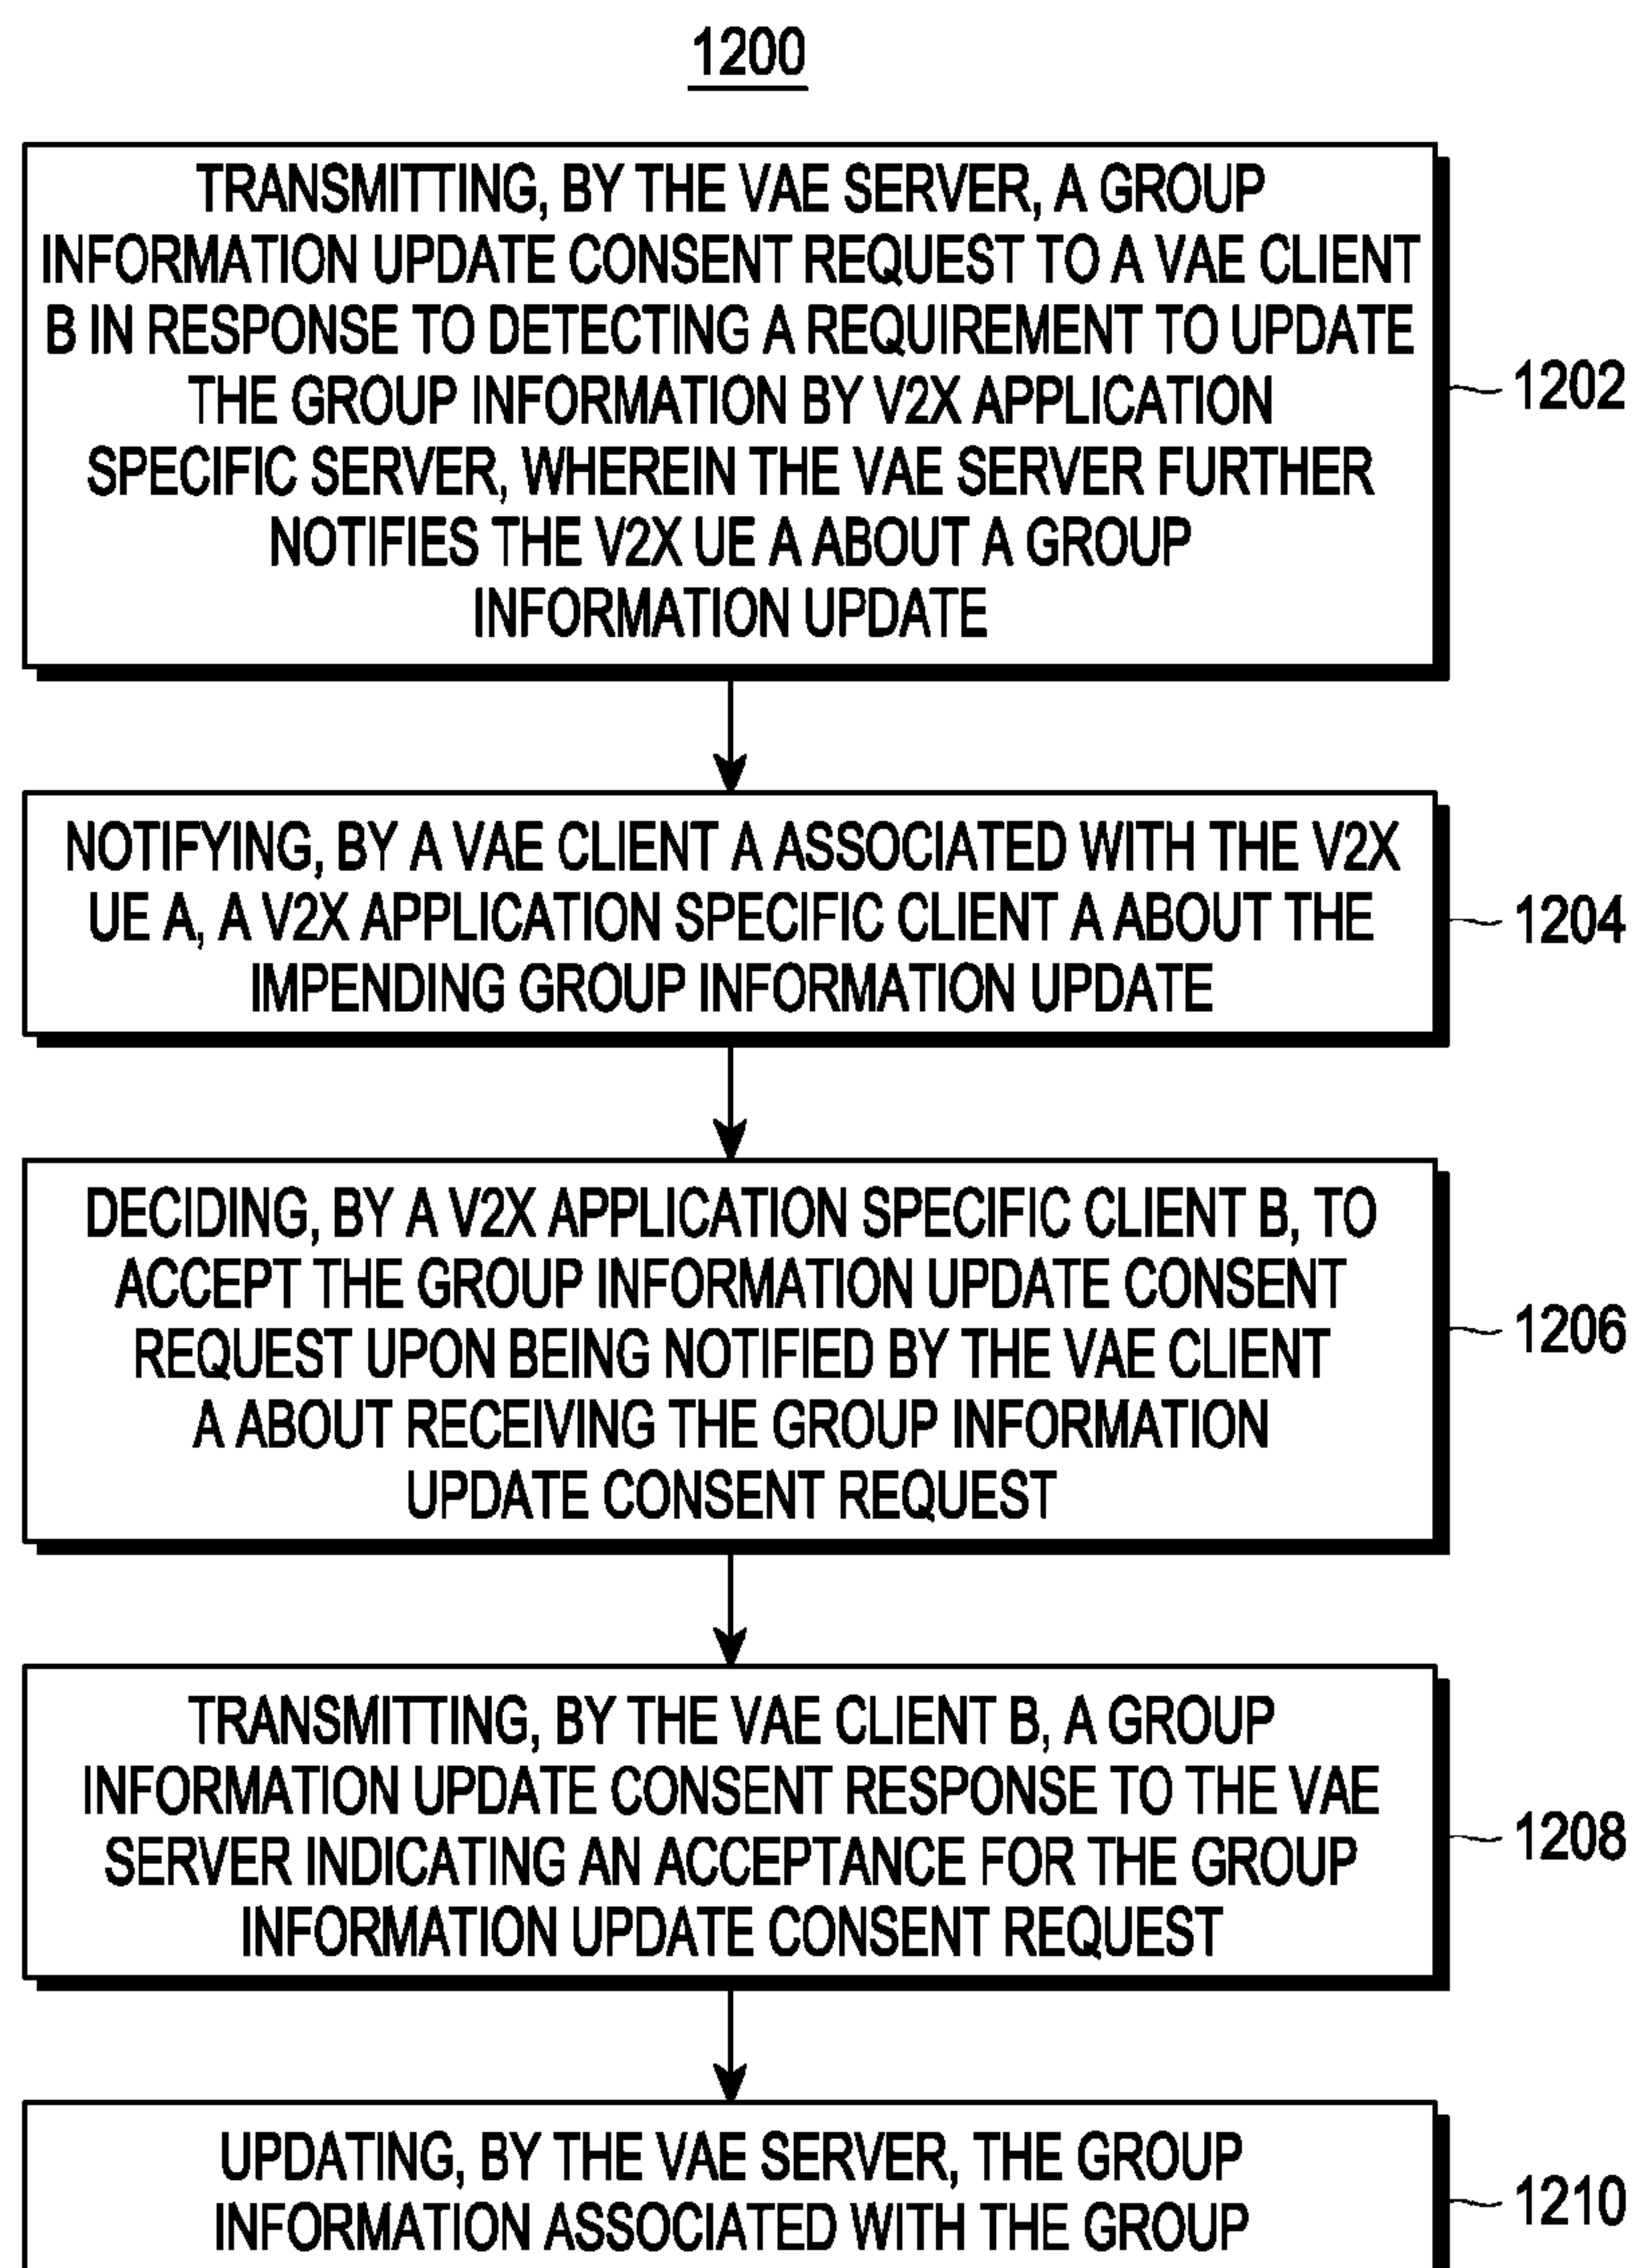 1200
TRANSMITTING, BY THE VAE SERVER, A GROUP
INFORMATION UPDATE CONSENT REQUEST TO A VAE CLIENT
B IN RESPONSE TO DETECTING A REQUIREMENT TO UPDATE
THE GROUP INFORMATION BY V2X APPLICATION
SPECIFIC SERVER, WHEREIN THE VAE SERVER FURTHER
NOTIFIES THE V2X UE A ABOUT A GROUP
INFORMATION UPDATE
1202
NOTIFYING, BY A VAE CLIENT A ASSOCIATED WITH THE V2X
UE A, A V2X APPLICATION SPECIFIC CLIENT A ABOUT THE
IMPENDING GROUP INFORMATION UPDATE
1204
DECIDING, BY A V2X APPLICATION SPECIFIC CLIENT B, TO
ACCEPT THE GROUP INFORMATION UPDATE CONSENT
REQUEST UPON BEING NOTIFIED BY THE VAE CLIENT
A ABOUT RECEIVING THE GROUP INFORMATION
UPDATE CONSENT REQUEST
1206
TRANSMITTING, BY THE VAE CLIENT B, A GROUP
INFORMATION UPDATE CONSENT RESPONSE TO THE VAE
SERVER INDICATING AN ACCEPTANCE FOR THE GROUP
INFORMATION UPDATE CONSENT REQUEST
1208
UPDATING, BY THE VAE SERVER, THE GROUP
INFORMATION ASSOCIATED WITH THE GROUP
1210